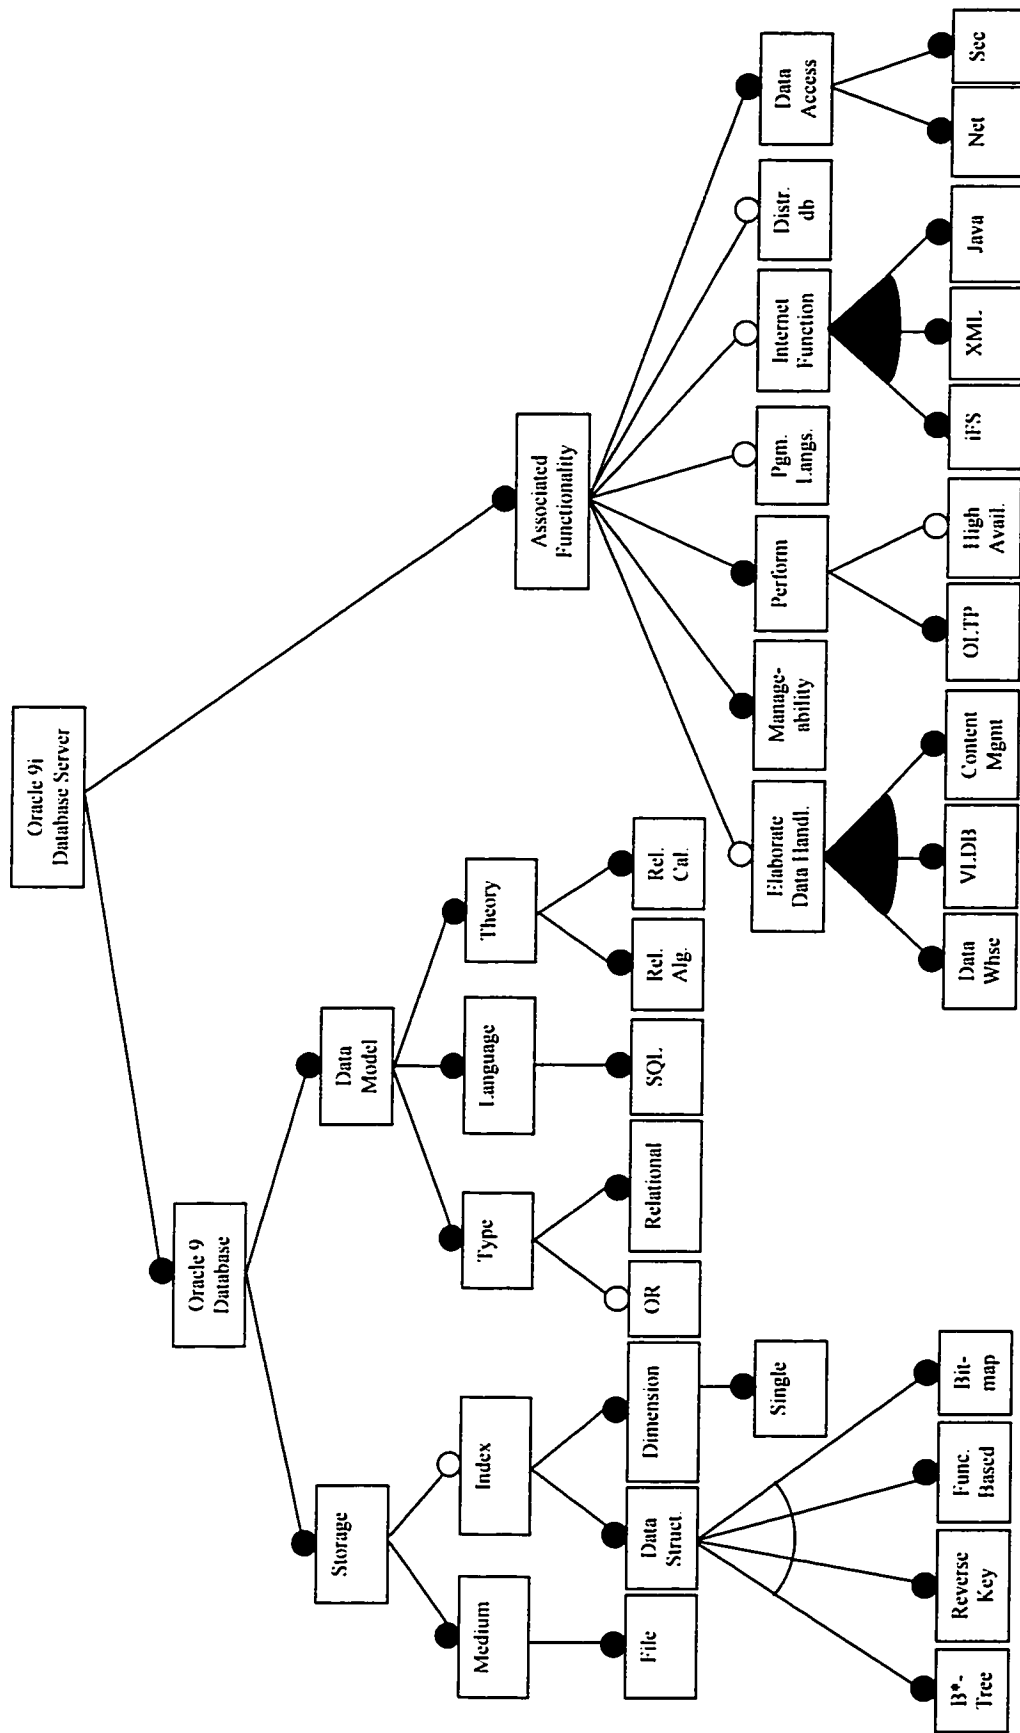 Oracle 9i
Database Server
Oracle 9
Database
Associated
Functionality
Storage
Data
Model
Medium
Index
Type
Language
Theory
File
Data
Struct.
Dimension
OR
Relational
SQL
Rel.
Alg.
Rel.
Cal.
Single
Elaborate
Data Handl.
Manage-
ability
Perform
Pgm.
Langs.
Internet
Function
Distr.
db
Data
Access
B*-
Tree
Reverse
Key
Func.
Based
Bit-
map
Data
Whse
VLDB
Content
Mgmt
OLTP
High
Avail.
iFS
XML
Java
Net
Sec